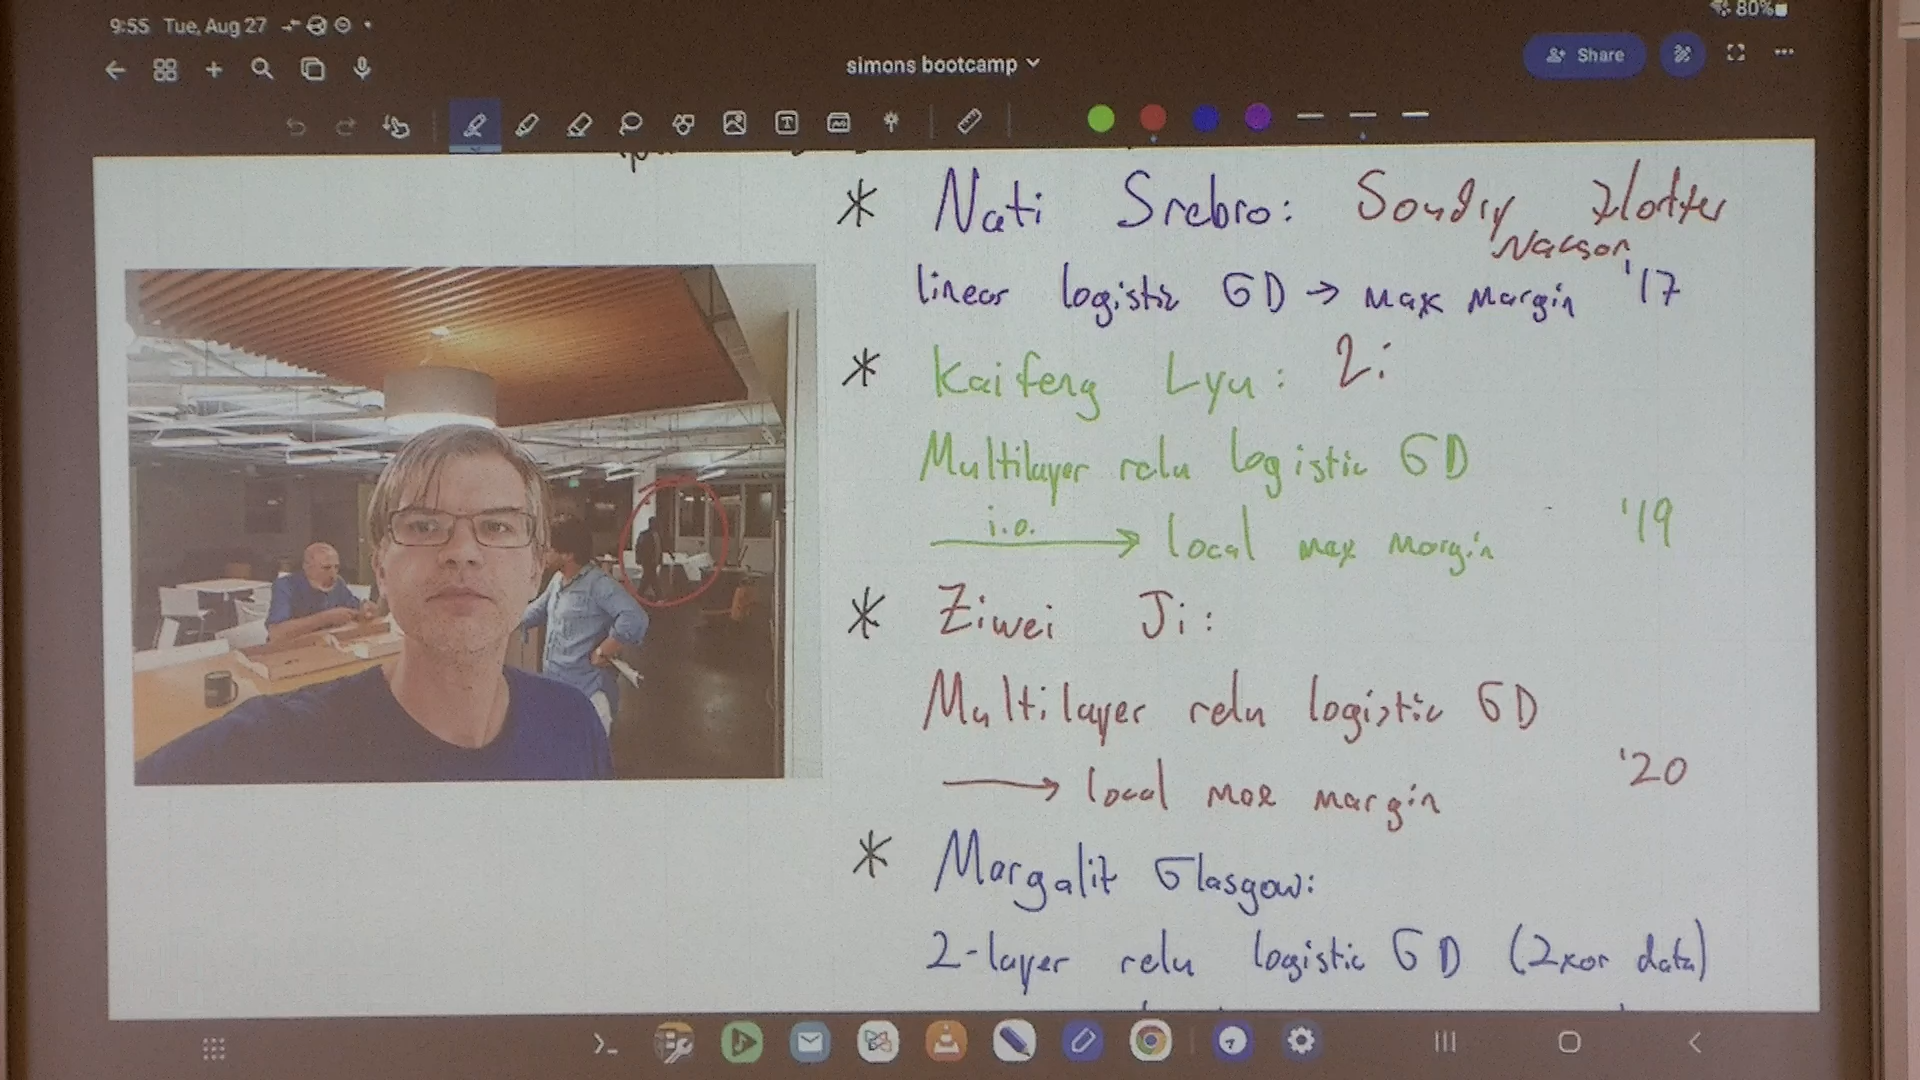 9:55 Tue, Aug 27
80%
simons bootcamp
Share
* Nati Srebro: Soudry
Nacson
linear logistic GD → max margin '17
* Kaifeng Lyu: Li
Multilayer relu logistic GD
i.o. → local max margin '19
* Ziwei Ji:
Multilayer relu logistic GD
→ local max margin '20
* Margalit Glasgow:
2-layer relu logistic GD (2xor data)